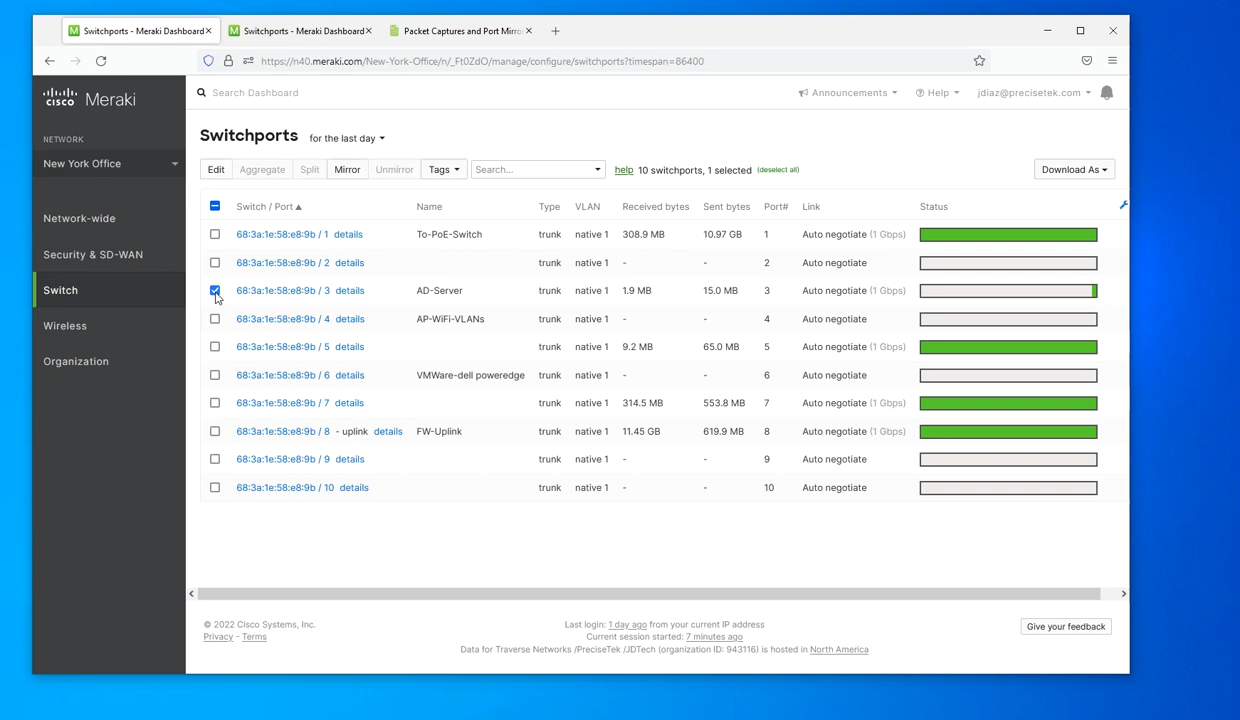 Switchports - Meraki Dashboard Switchports - Meraki Dashboard Packet Captures and Port Mirro
https://n40.meraki.com/New-York-Office/n/_Ft0ZdO/manage/configure/switchports?timespan=86400
cisco Meraki
Search Dashboard Announcements Help jdiaz@precisetek.com
NETWORK
New York Office
Network-wide
Security & SD-WAN
Switch
Wireless
Organization
Switchports for the last day
Edit Aggregate Split Mirror Unmirror Tags Search... help 10 switchports, 1 selected (deselect all) Download As
Switch / Port Name Type VLAN Received bytes Sent bytes Port# Link Status
68:3a:1e:58:e8:9b / 1 details To-PoE-Switch trunk native 1 308.9 MB 10.97 GB 1 Auto negotiate (1 Gbps)
68:3a:1e:58:e8:9b / 2 details trunk native 1 - - 2 Auto negotiate
68:3a:1e:58:e8:9b / 3 details AD-Server trunk native 1 1.9 MB 15.0 MB 3 Auto negotiate (1 Gbps)
68:3a:1e:58:e8:9b / 4 details AP-WiFi-VLANs trunk native 1 - - 4 Auto negotiate
68:3a:1e:58:e8:9b / 5 details trunk native 1 9.2 MB 65.0 MB 5 Auto negotiate (1 Gbps)
68:3a:1e:58:e8:9b / 6 details VMWare-dell poweredge trunk native 1 - - 6 Auto negotiate
68:3a:1e:58:e8:9b / 7 details trunk native 1 314.5 MB 553.8 MB 7 Auto negotiate (1 Gbps)
68:3a:1e:58:e8:9b / 8 - uplink details FW-Uplink trunk native 1 11.45 GB 619.9 MB 8 Auto negotiate (1 Gbps)
68:3a:1e:58:e8:9b / 9 details trunk native 1 - - 9 Auto negotiate
68:3a:1e:58:e8:9b / 10 details trunk native 1 - - 10 Auto negotiate
© 2022 Cisco Systems, Inc.
Privacy - Terms
Last login: 1 day ago from your current IP address
Current session started: 7 minutes ago
Data for Traverse Networks /PreciseTek /JDTech (organization ID: 943116) is hosted in North America
Give your feedback